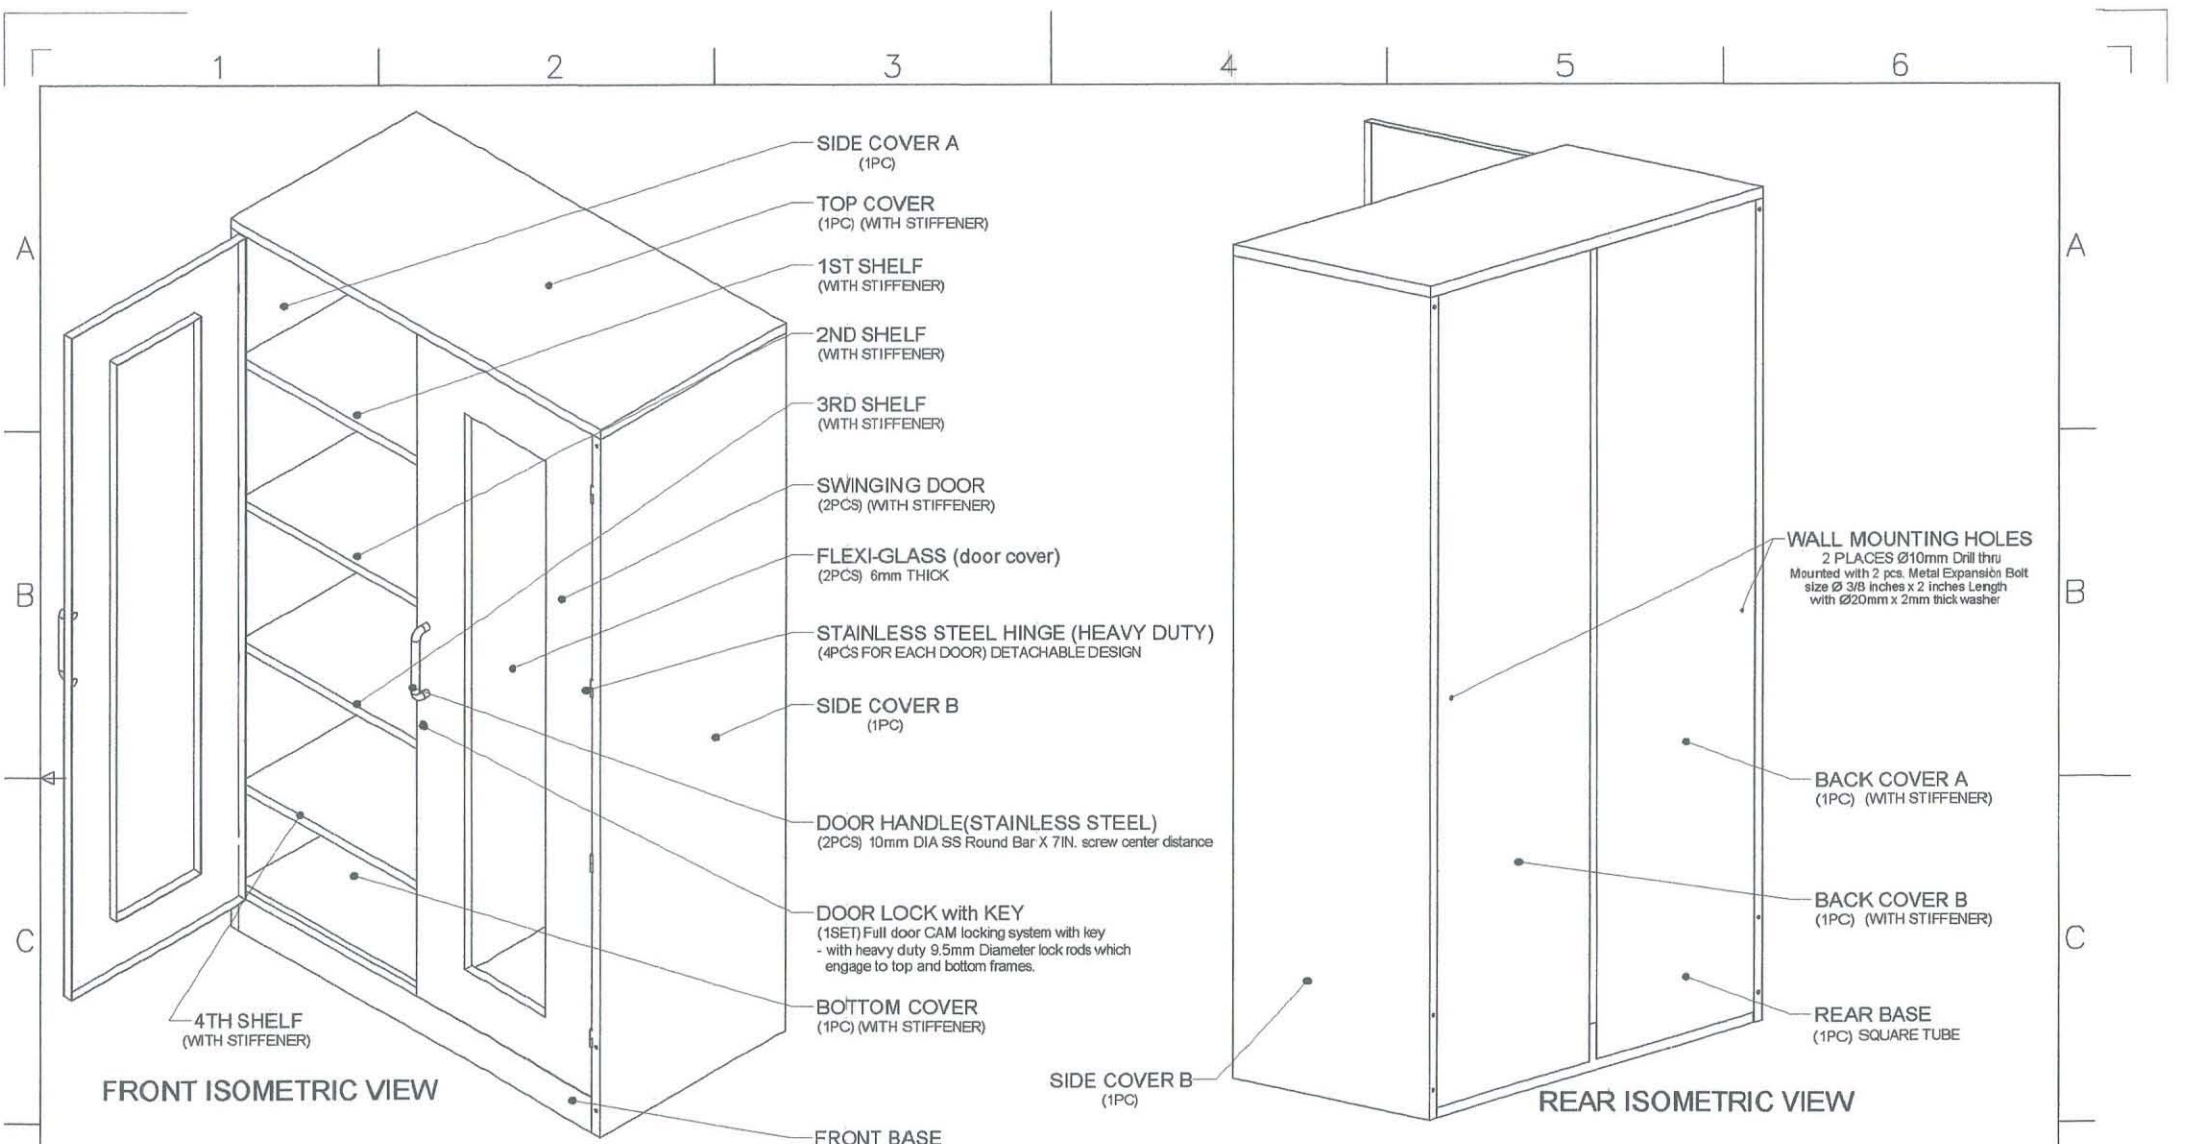 1 2 3 4 5 6
A
B
C
A
B
C
SIDE COVER A
(1PC)
TOP COVER
(1PC) (WITH STIFFENER)
1ST SHELF
(WITH STIFFENER)
2ND SHELF
(WITH STIFFENER)
3RD SHELF
(WITH STIFFENER)
SWINGING DOOR
(2PCS) (WITH STIFFENER)
FLEXI-GLASS (door cover)
(2PCS) 6mm THICK
STAINLESS STEEL HINGE (HEAVY DUTY)
(4PCS FOR EACH DOOR) DETACHABLE DESIGN
SIDE COVER B
(1PC)
DOOR HANDLE(STAINLESS STEEL)
(2PCS) 10mm DIA SS Round Bar X 7IN. screw center distance
DOOR LOCK with KEY
(1SET) Full door CAM locking system with key
- with heavy duty 9.5mm Diameter lock rods which
engage to top and bottom frames.
BOTTOM COVER
(1PC) (WITH STIFFENER)
4TH SHELF
(WITH STIFFENER)
FRONT ISOMETRIC VIEW
FRONT BASE
WALL MOUNTING HOLES
2 PLACES Ø10mm Drill thru
Mounted with 2 pcs. Metal Expansion Bolt
size Ø 3/8 inches x 2 inches Length
with Ø20mm x 2mm thick washer
BACK COVER A
(1PC) (WITH STIFFENER)
BACK COVER B
(1PC) (WITH STIFFENER)
REAR BASE
(1PC) SQUARE TUBE
SIDE COVER B
(1PC)
REAR ISOMETRIC VIEW